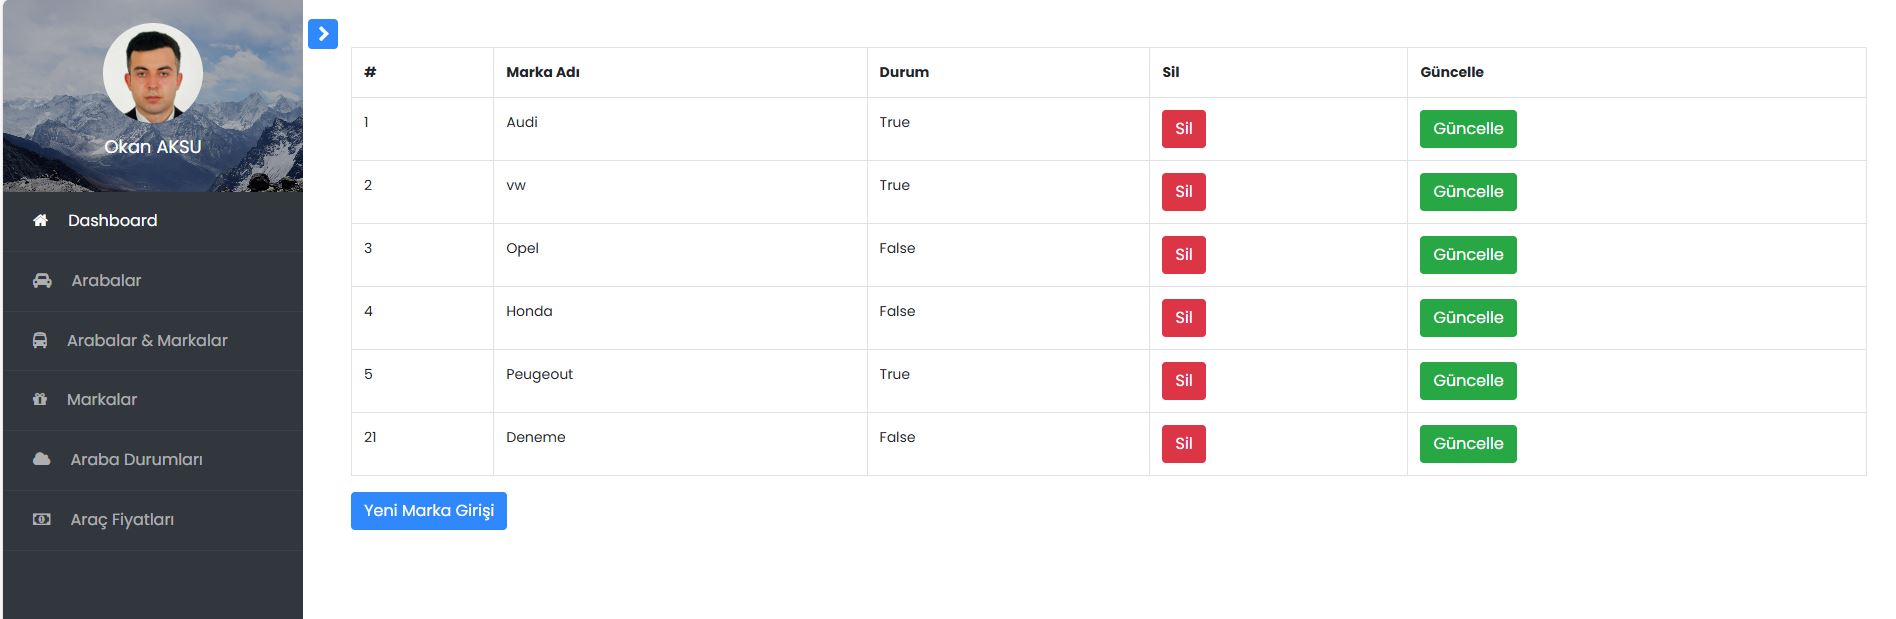 Okan AKSU
Dashboard
Arabalar
Arabalar & Markalar
Markalar
Araba Durumları
Araç Fiyatları
# Marka Adı Durum Sil Güncelle
1 Audi True Sil Güncelle
2 vw True Sil Güncelle
3 Opel False Sil Güncelle
4 Honda False Sil Güncelle
5 Peugeout True Sil Güncelle
21 Deneme False Sil Güncelle
Yeni Marka Girişi